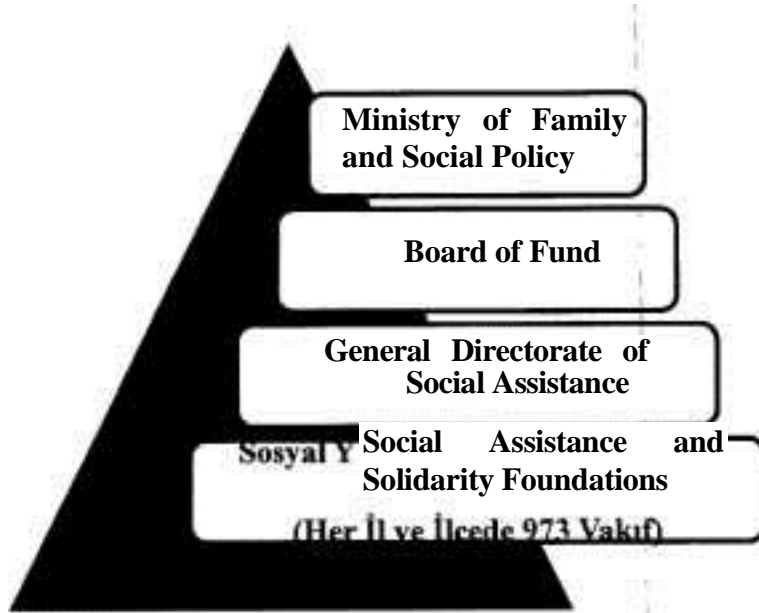 Ministry of Family
and Social Policy
Board of Fund
General Directorate of
Social Assistance
Sosyal Y Social Assistance and
Solidarity Foundations
(Her İl ve İlçede 973 Vakıf)